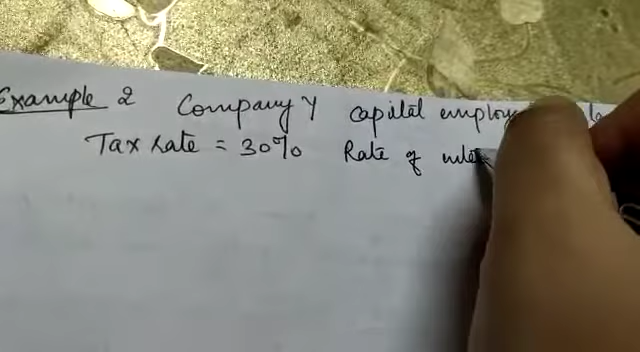 Example 2 Company Y Capital
Tax rate = 30% Rate of